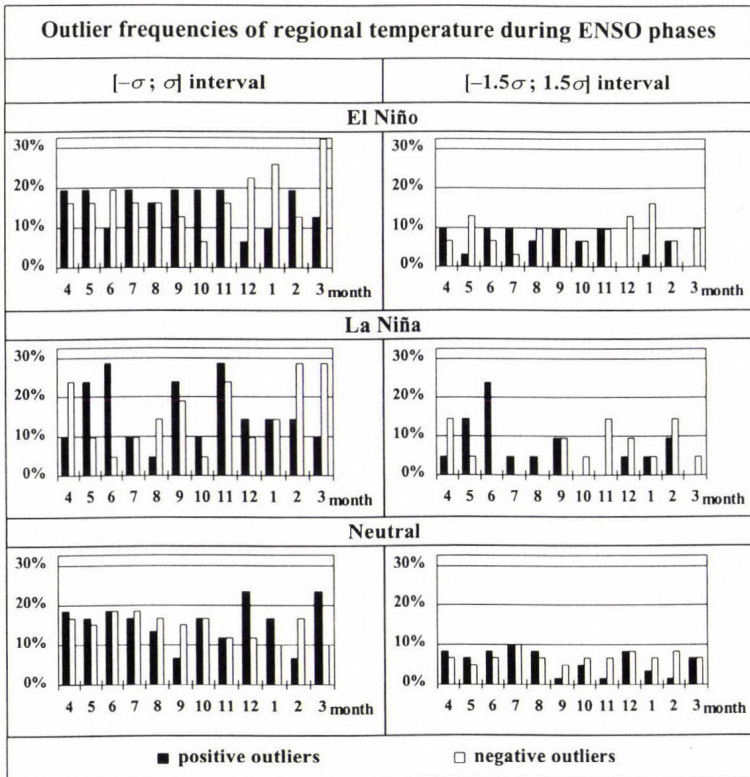 Outlier frequencies of regional temperature during ENSO phases
[−σ ; σ] interval [−1.5σ ; 1.5σ] interval
El Niño
30% 30%
20% 20%
10% 10%
0% 0%
4 5 6 7 8 9 10 11 12 1 2 3 month 4 5 6 7 8 9 10 11 12 1 2 3 month
La Niña
30% 30%
20% 20%
10% 10%
0% 0%
4 5 6 7 8 9 10 11 12 1 2 3 month 4 5 6 7 8 9 10 11 12 1 2 3 month
Neutral
30% 30%
20% 20%
10% 10%
0% 0%
4 5 6 7 8 9 10 11 12 1 2 3 month 4 5 6 7 8 9 10 11 12 1 2 3 month
positive outliers negative outliers